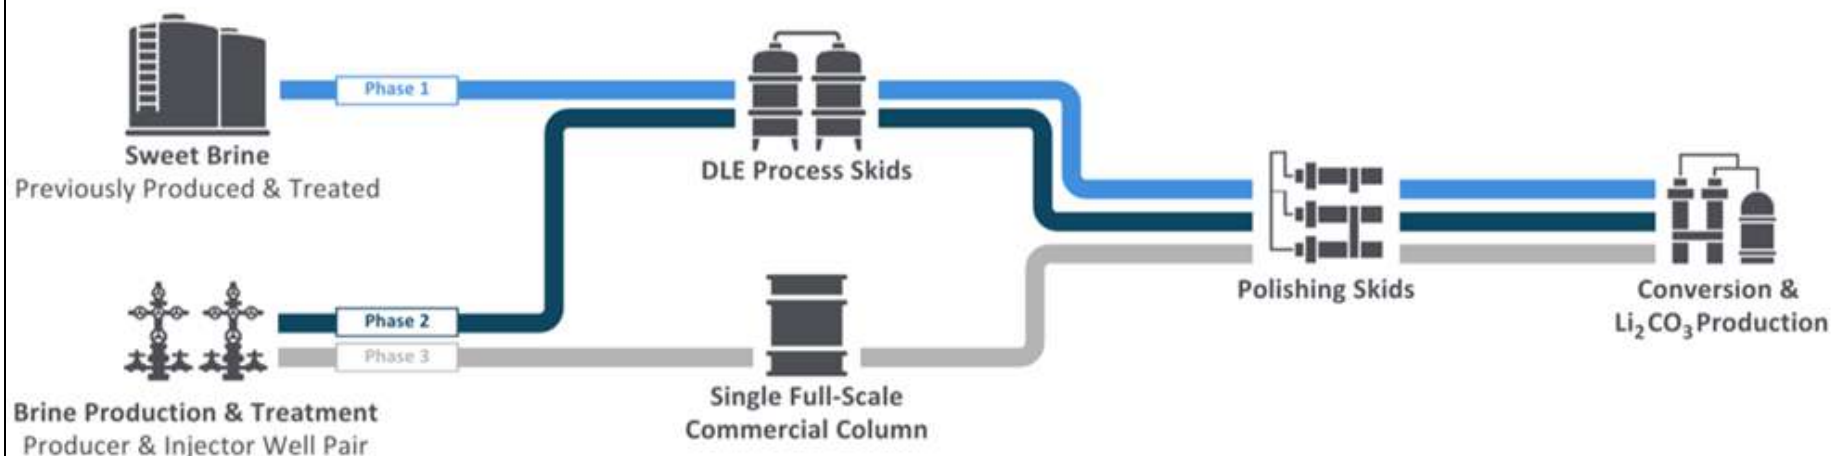 Phase 1
Sweet Brine
Previously Produced & Treated
DLE Process Skids
Polishing Skids
Conversion &
Li₂CO₃ Production
Phase 2
Phase 3
Brine Production & Treatment
Producer & Injector Well Pair
Single Full-Scale
Commercial Column